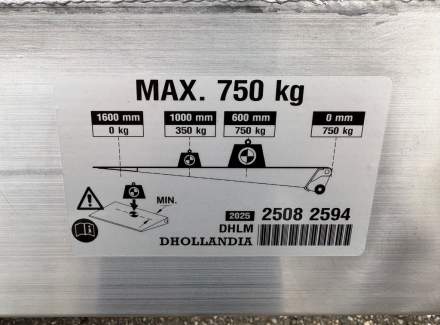 MAX. 750 kg
1600 mm 1000 mm 600 mm 0 mm
0 kg 350 kg 750 kg 750 kg
MIN.
2025 2508 2594
DHLM
DHOLLANDIA